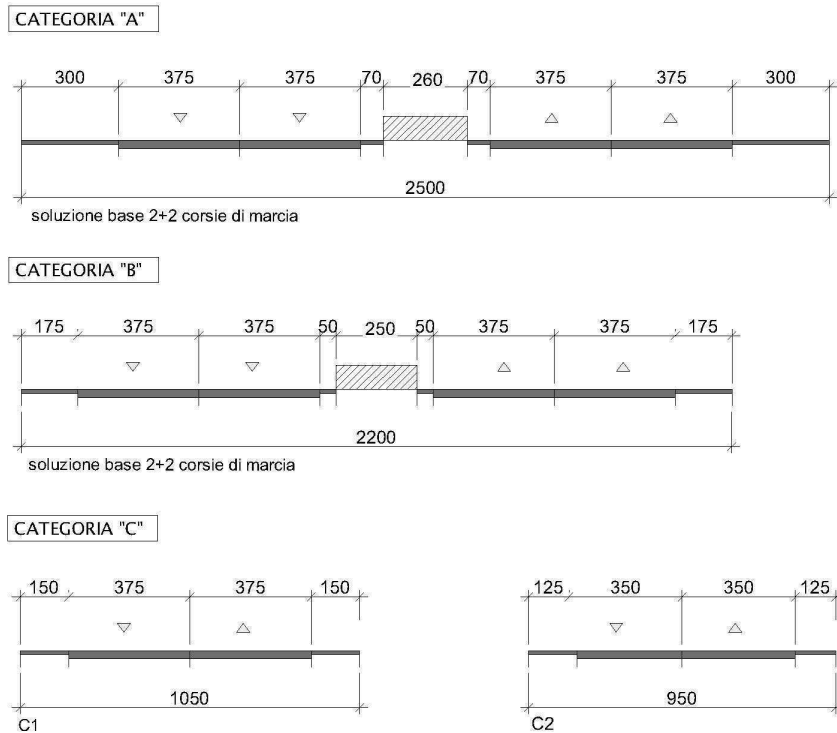 CATEGORIA "A"
300 375 375 70 260 70 375 375 300
2500
soluzione base 2+2 corsie di marcia
CATEGORIA "B"
175 375 375 50 250 50 375 375 175
2200
soluzione base 2+2 corsie di marcia
CATEGORIA "C"
150 375 375 150
1050
C1
125 350 350 125
950
C2